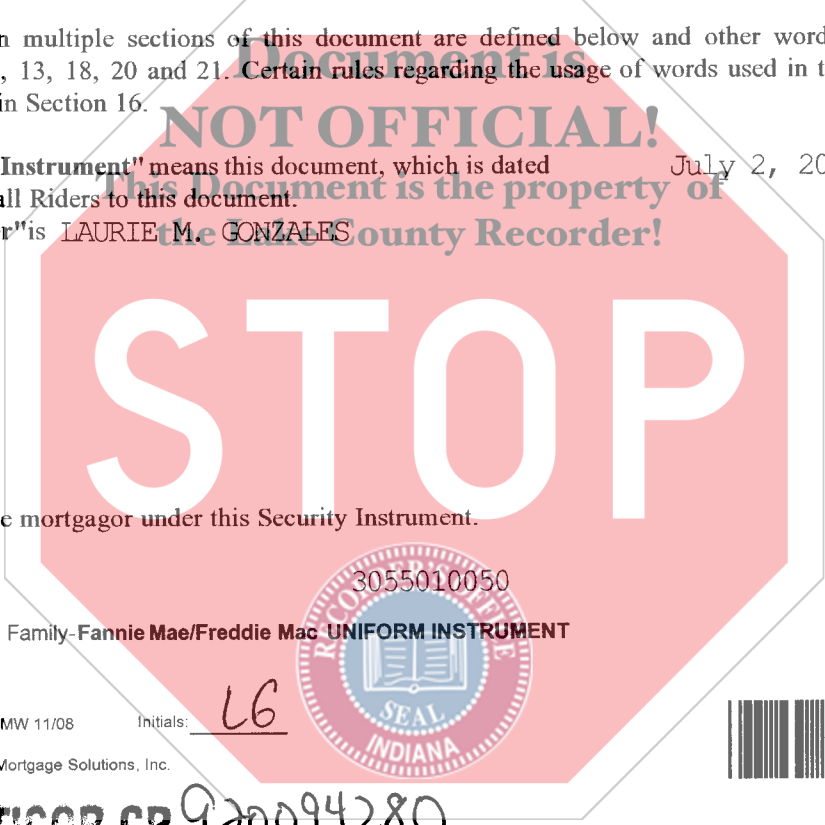 n multiple sections of this document are defined below and other word
, 13, 18, 20 and 21. Certain rules regarding the usage of words used in t
in Section 16.
Document is
NOT OFFICIAL!
This Document is the property of
the Lake County Recorder!
Instrument" means this document, which is dated July 2, 20
all Riders to this document.
r" is LAURIE M. GONZALES
STOP
e mortgagor under this Security Instrument.
3055010050
Family-Fannie Mae/Freddie Mac UNIFORM INSTRUMENT
RECORDER'S OFFICE
SEAL
INDIANA
MW 11/08 Initials: LG
Mortgage Solutions, Inc.
920094280